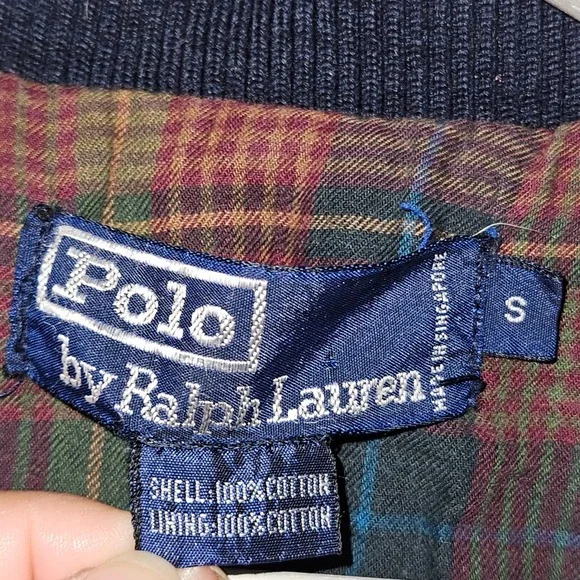 Polo
by Ralph Lauren
MADE IN SINGAPORE
S
SHELL:100%COTTON
LINING:100%COTTON